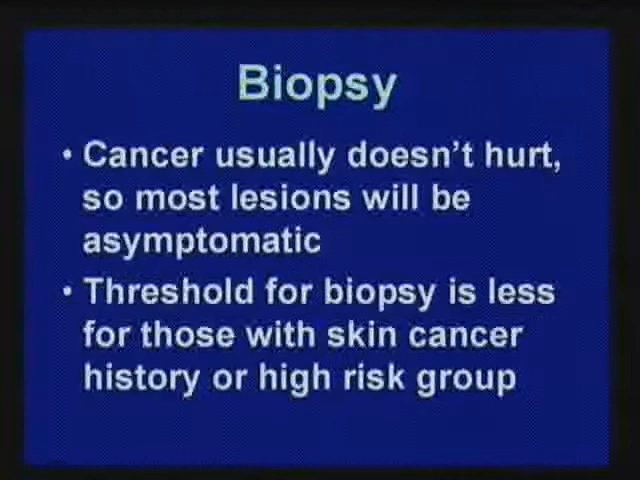 Biopsy
• Cancer usually doesn't hurt,
so most lesions will be
asymptomatic
• Threshold for biopsy is less
for those with skin cancer
history or high risk group